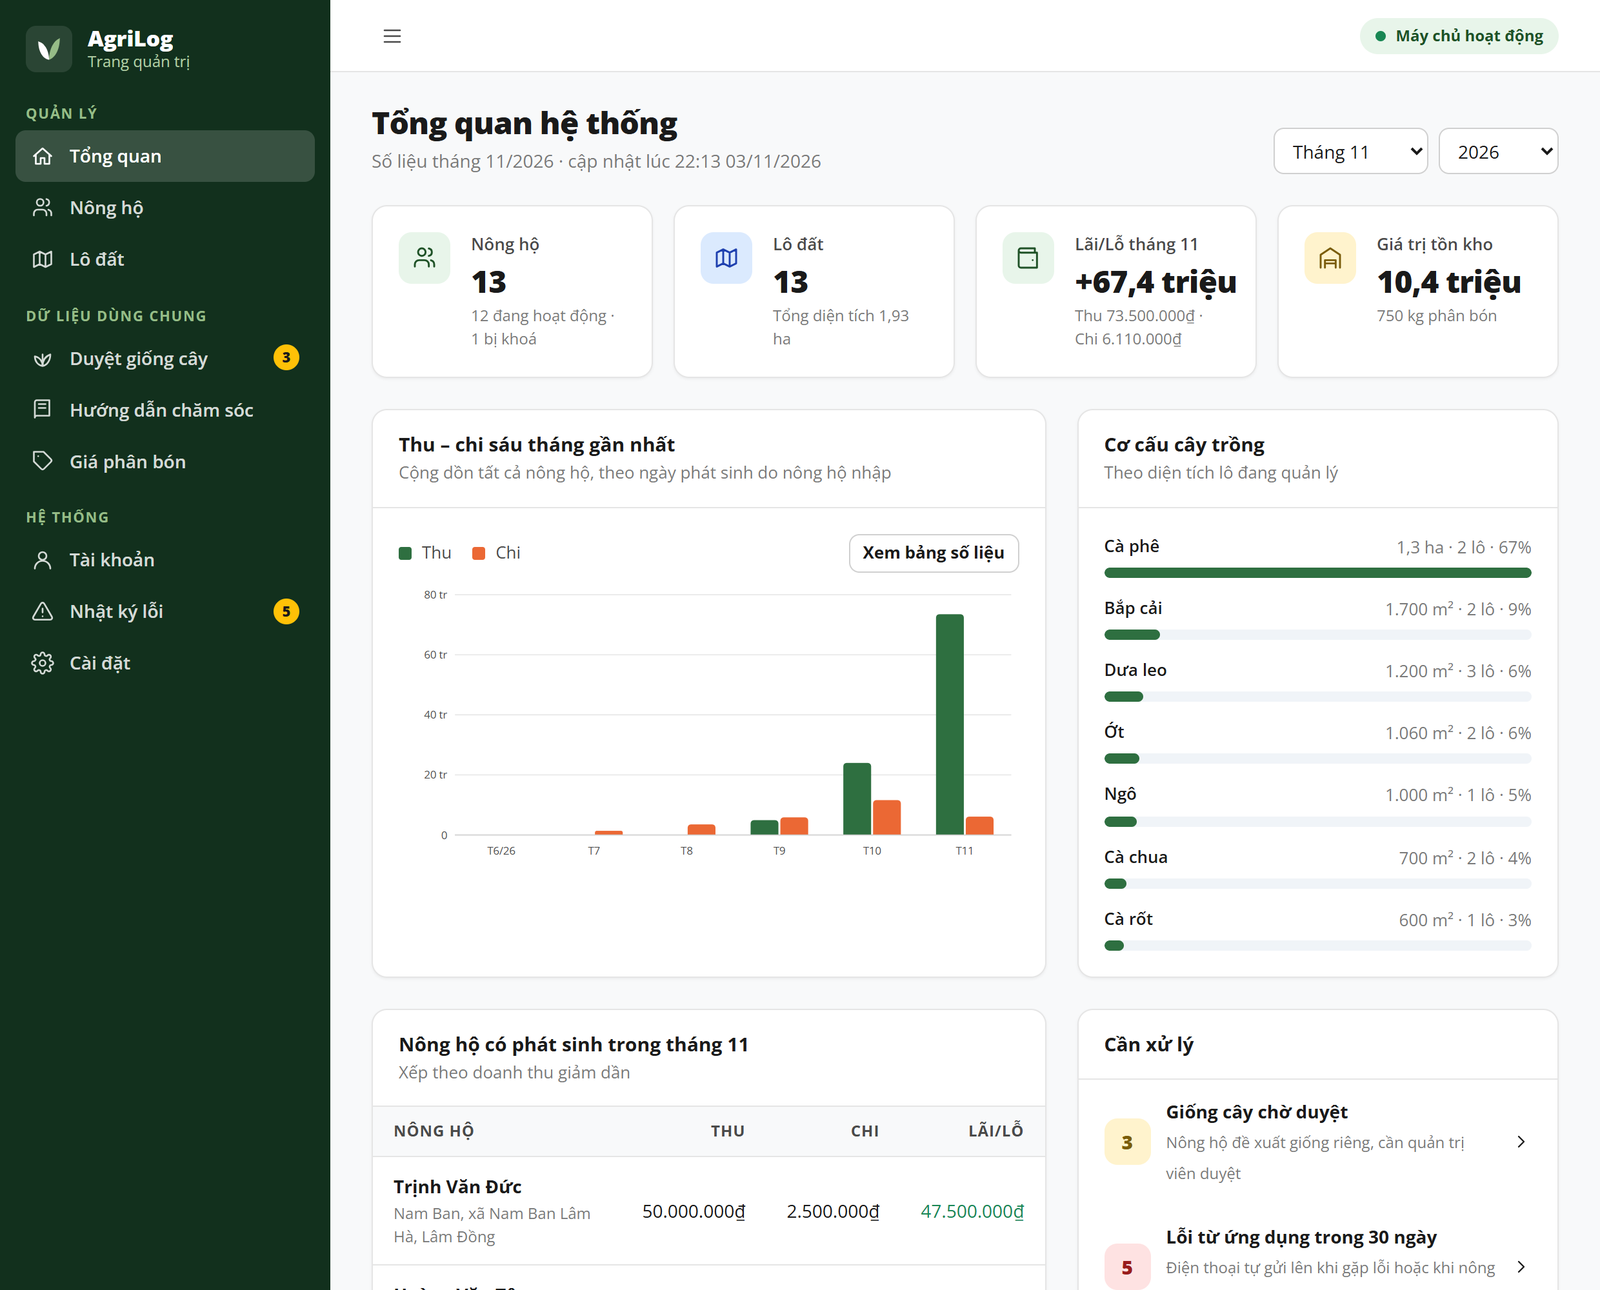 AgriLog
Trang quản trị
QUẢN LÝ
Tổng quan
Nông hộ
Lô đất
DỮ LIỆU DÙNG CHUNG
Duyệt giống cây
3
Hướng dẫn chăm sóc
Giá phân bón
HỆ THỐNG
Tài khoản
Nhật ký lỗi
5
Cài đặt
Máy chủ hoạt động
Tổng quan hệ thống
Số liệu tháng 11/2026 · cập nhật lúc 22:13 03/11/2026
Tháng 11
2026
Nông hộ
13
12 đang hoạt động ·
1 bị khoá
Lô đất
13
Tổng diện tích 1,93
ha
Lãi/Lỗ tháng 11
+67,4 triệu
Thu 73.500.000₫ ·
Chi 6.110.000₫
Giá trị tồn kho
10,4 triệu
750 kg phân bón
Thu – chi sáu tháng gần nhất
Cộng dồn tất cả nông hộ, theo ngày phát sinh do nông hộ nhập
Thu
Chi
Xem bảng số liệu
80 tr
60 tr
40 tr
20 tr
0
T6/26
T7
T8
T9
T10
T11
Cơ cấu cây trồng
Theo diện tích lô đang quản lý
Cà phê
1,3 ha · 2 lô · 67%
Bắp cải
1.700 m² · 2 lô · 9%
Dưa leo
1.200 m² · 3 lô · 6%
Ớt
1.060 m² · 2 lô · 6%
Ngô
1.000 m² · 1 lô · 5%
Cà chua
700 m² · 2 lô · 4%
Cà rốt
600 m² · 1 lô · 3%
Nông hộ có phát sinh trong tháng 11
Xếp theo doanh thu giảm dần
NÔNG HỘ
THU
CHI
LÃI/LỖ
Trịnh Văn Đức
Nam Ban, xã Nam Ban Lâm
Hà, Lâm Đồng
50.000.000₫
2.500.000₫
47.500.000₫
Cần xử lý
3
Giống cây chờ duyệt
Nông hộ đề xuất giống riêng, cần quản trị
viên duyệt
5
Lỗi từ ứng dụng trong 30 ngày
Điện thoại tự gửi lên khi gặp lỗi hoặc khi nông